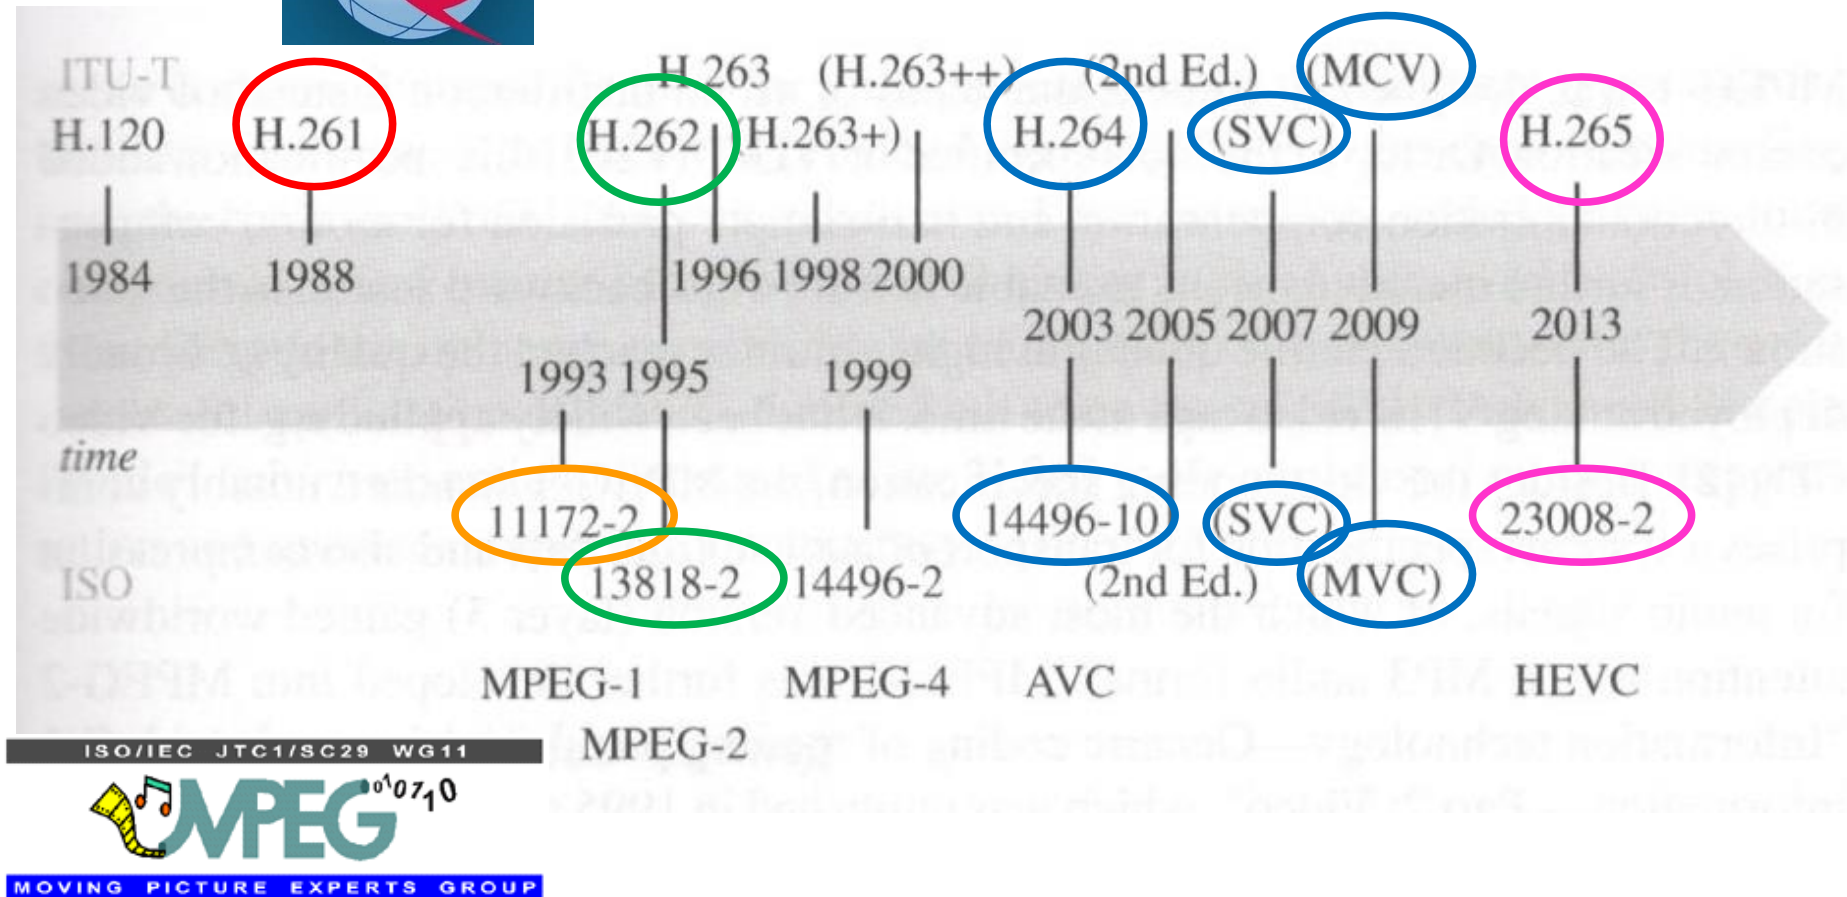 ITU-T H.263 (H.263++) (2nd Ed.) (MCV)
H.120 H.261 H.262 (H.263+) H.264 (SVC) H.265
1984 1988 1996 1998 2000
2003 2005 2007 2009 2013
1993 1995 1999
time
11172-2 14496-10 (SVC) 23008-2
ISO 13818-2 14496-2 (2nd Ed.) (MVC)
MPEG-1 MPEG-4 AVC HEVC
MPEG-2
ISO/IEC JTC1/SC29 WG11
MPEG
MOVING PICTURE EXPERTS GROUP